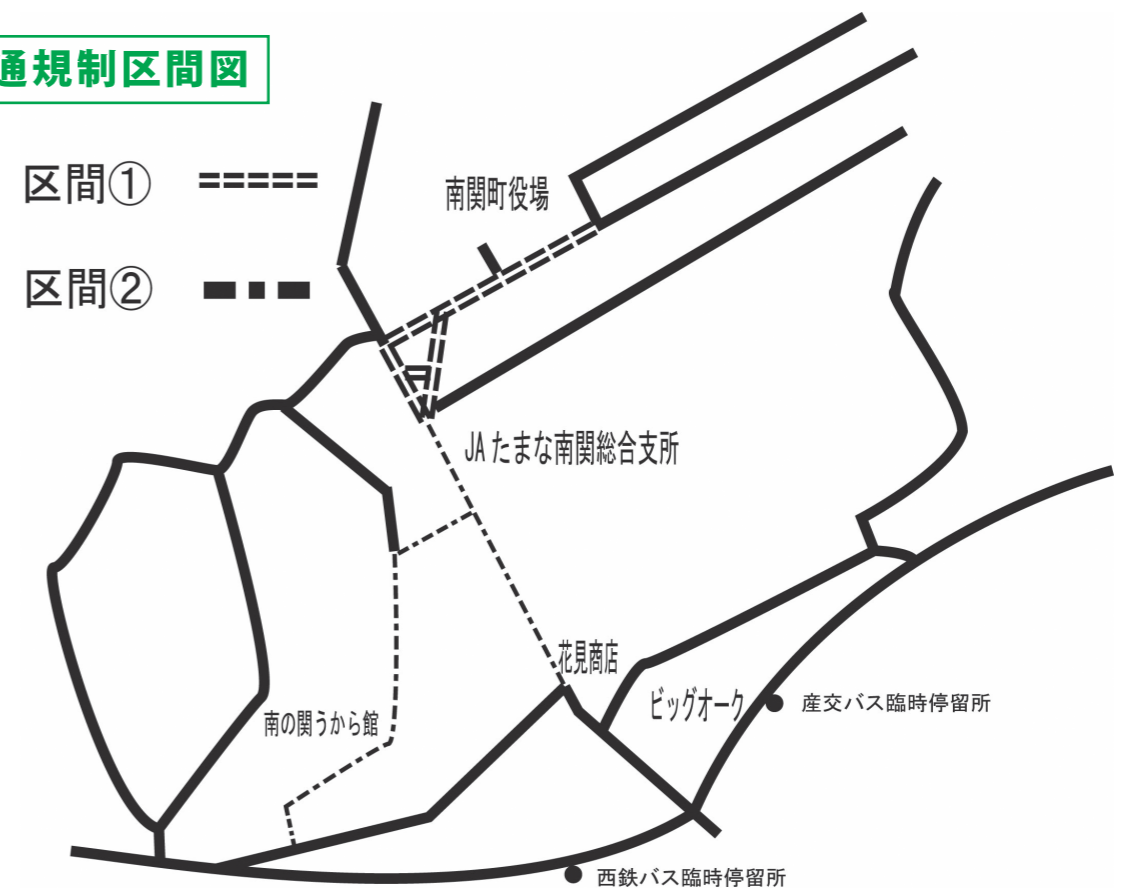 通規制区間図
区間①
南関町役場
区間②
JAたまな南関総合支所
花見商店
ビッグオーク
産交バス臨時停留所
南の関うから館
西鉄バス臨時停留所